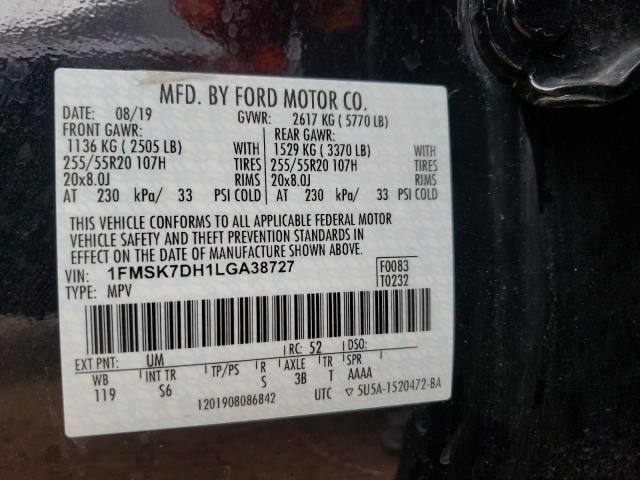 MFD. BY FORD MOTOR CO.
DATE: 08/19 GVWR: 2617 KG ( 5770 LB)
FRONT GAWR: REAR GAWR:
1136 KG ( 2505 LB) WITH 1529 KG ( 3370 LB) WITH
255/55R20 107H TIRES 255/55R20 107H TIRES
20x8.0J RIMS 20x8.0J RIMS
AT 230 kPa/ 33 PSI COLD AT 230 kPa/ 33 PSI COLD
THIS VEHICLE CONFORMS TO ALL APPLICABLE FEDERAL MOTOR
VEHICLE SAFETY AND THEFT PREVENTION STANDARDS IN
EFFECT ON THE DATE OF MANUFACTURE SHOWN ABOVE.
VIN: 1FMSK7DH1LGA38727 F0083
TYPE: MPV T0232
EXT PNT: UM RC: 52 DSO:
WB INT TR TP/PS R AXLE TR SPR
119 S6 S 3B T AAAA
1201908086842 UTC ▽ 5U5A-1520472-BA